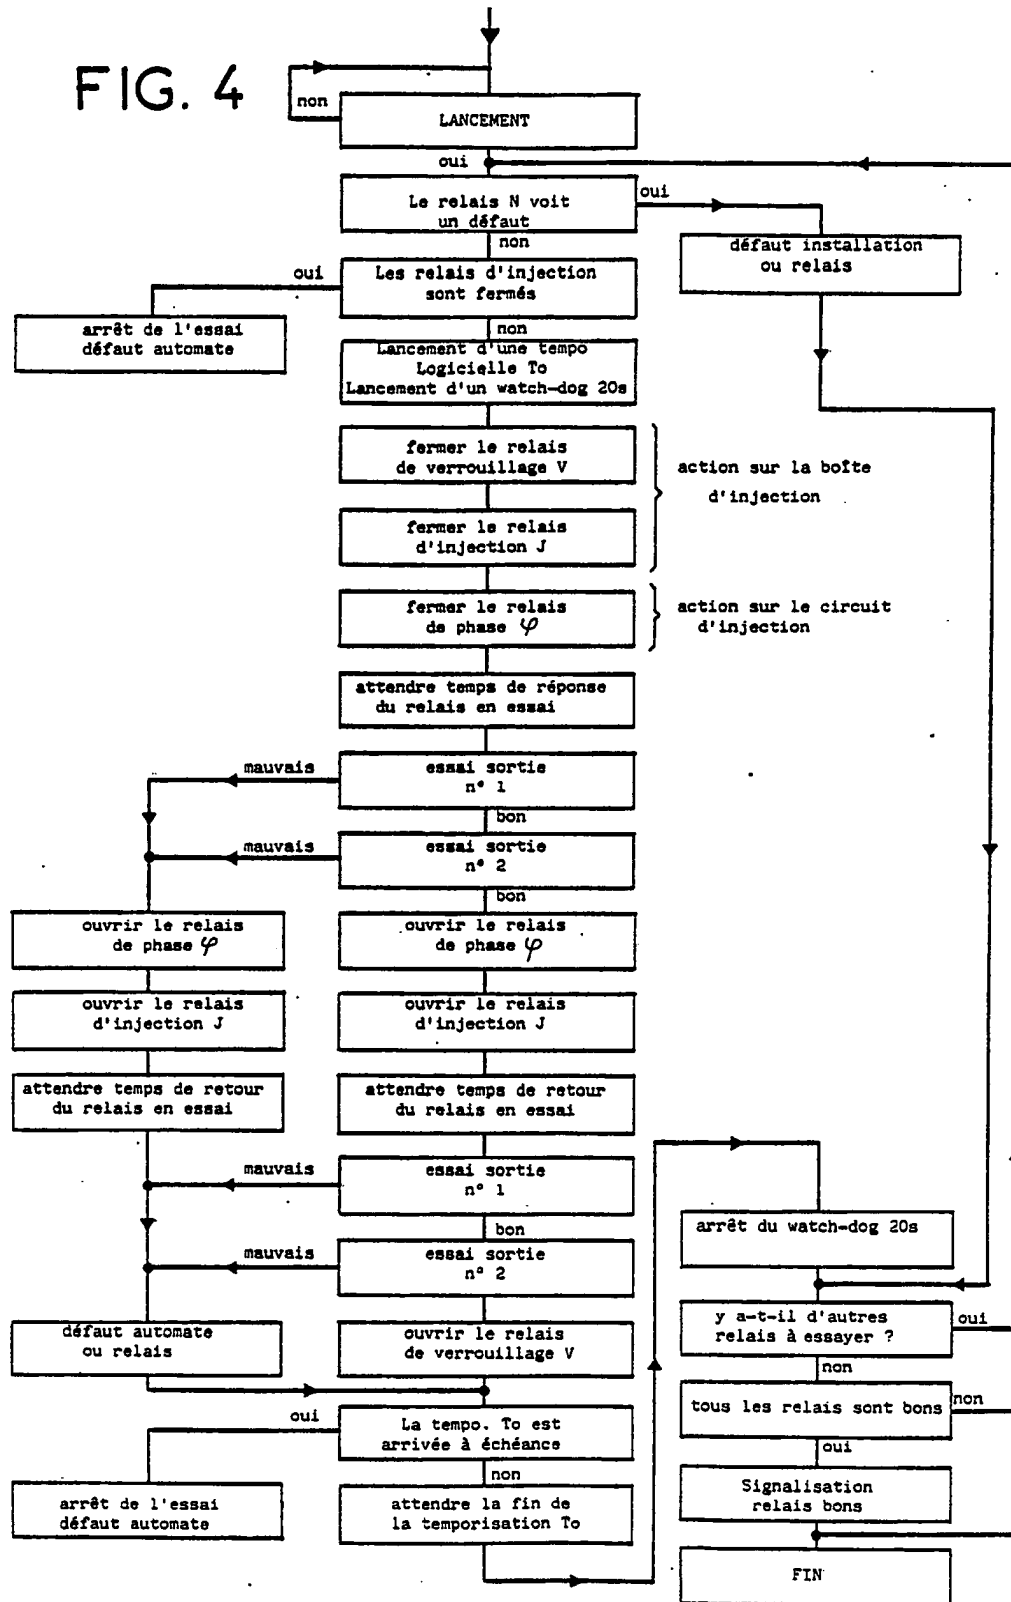 FIG. 4
non
LANCEMENT
oui
Le relais N voit
un défaut
oui
non
défaut installation
ou relais
oui
Les relais d'injection
sont fermés
non
arrêt de l'essai
défaut automate
Lancement d'une tempo
Logicielle To
Lancement d'un watch-dog 20s
fermer le relais
de verrouillage V
action sur la boîte
d'injection
fermer le relais
d'injection J
fermer le relais
de phase φ
action sur le circuit
d'injection
attendre temps de réponse
du relais en essai
mauvais
essai sortie
n° 1
bon
mauvais
essai sortie
n° 2
bon
ouvrir le relais
de phase φ
ouvrir le relais
de phase φ
ouvrir le relais
d'injection J
ouvrir le relais
d'injection J
attendre temps de retour
du relais en essai
attendre temps de retour
du relais en essai
mauvais
essai sortie
n° 1
bon
mauvais
essai sortie
n° 2
arrêt du watch-dog 20s
défaut automate
ou relais
ouvrir le relais
de verrouillage V
y a-t-il d'autres
relais à essayer ?
oui
non
oui
La tempo. To est
arrivée à échéance
non
tous les relais sont bons
non
oui
arrêt de l'essai
défaut automate
attendre la fin de
la temporisation To
Signalisation
relais bons
FIN